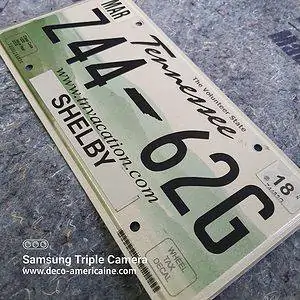 MAR
Tennessee
The Volunteer State
18
Z44-62G
www.tnvacation.com
SHELBY
WHEEL
TAX
DECAL
Samsung Triple Camera
www.deco-americaine.com